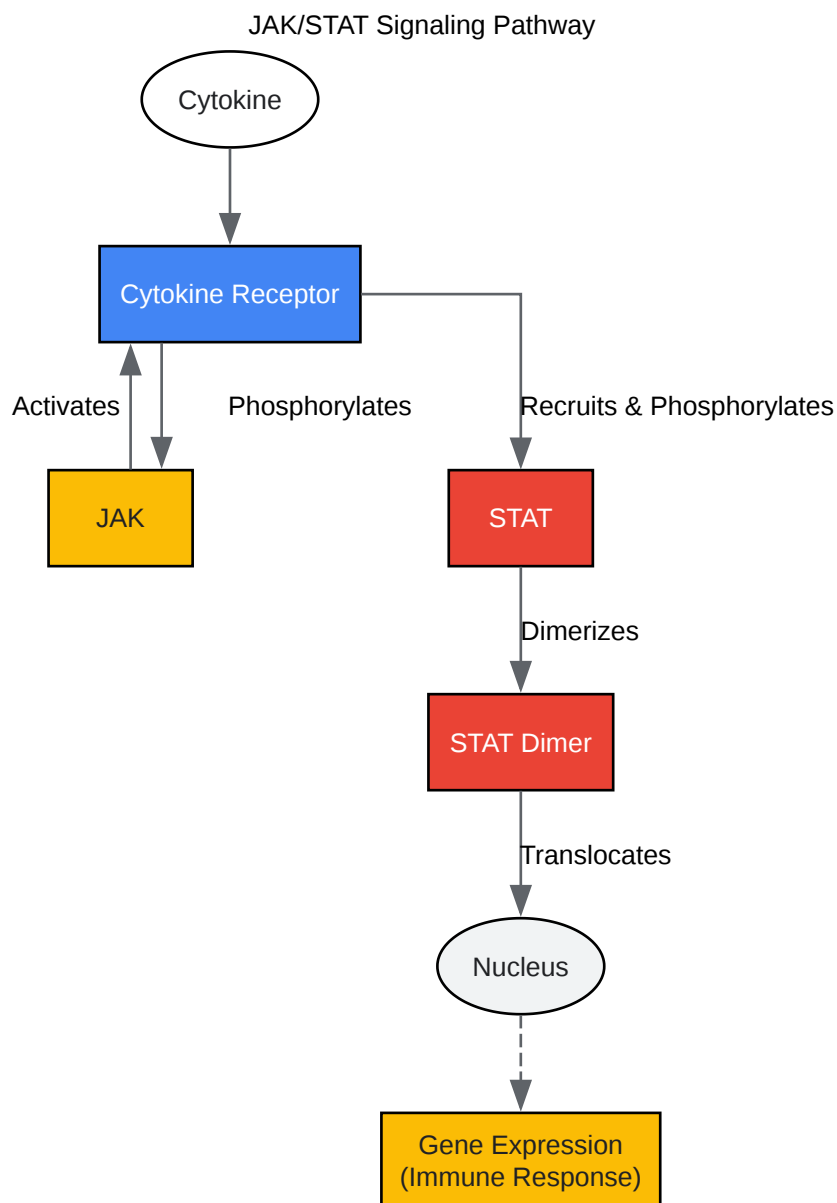 JAK/STAT Signaling Pathway
Cytokine
Cytokine Receptor
Activates
Phosphorylates
Recruits & Phosphorylates
JAK
STAT
Dimerizes
STAT Dimer
Translocates
Nucleus
Gene Expression
(Immune Response)